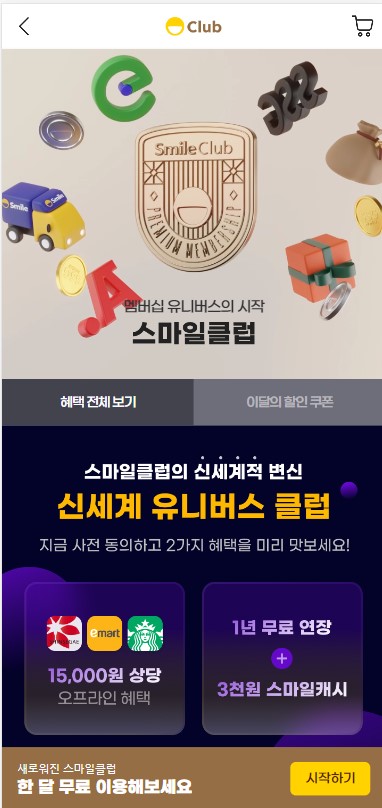 Club
SmileClub
PREMIUM MEMBERSHIP
Smile
멤버십 유니버스의 시작
스마일클럽
혜택 전체 보기
이달의 할인 쿠폰
스마일클럽의 신세계적 변신
신세계 유니버스 클럽
지금 사전 동의하고 2가지 혜택을 미리 맛보세요!
emart
15,000원 상당
오프라인 혜택
1년 무료 연장
+
3천원 스마일캐시
새로워진 스마일클럽
한 달 무료 이용해보세요
시작하기